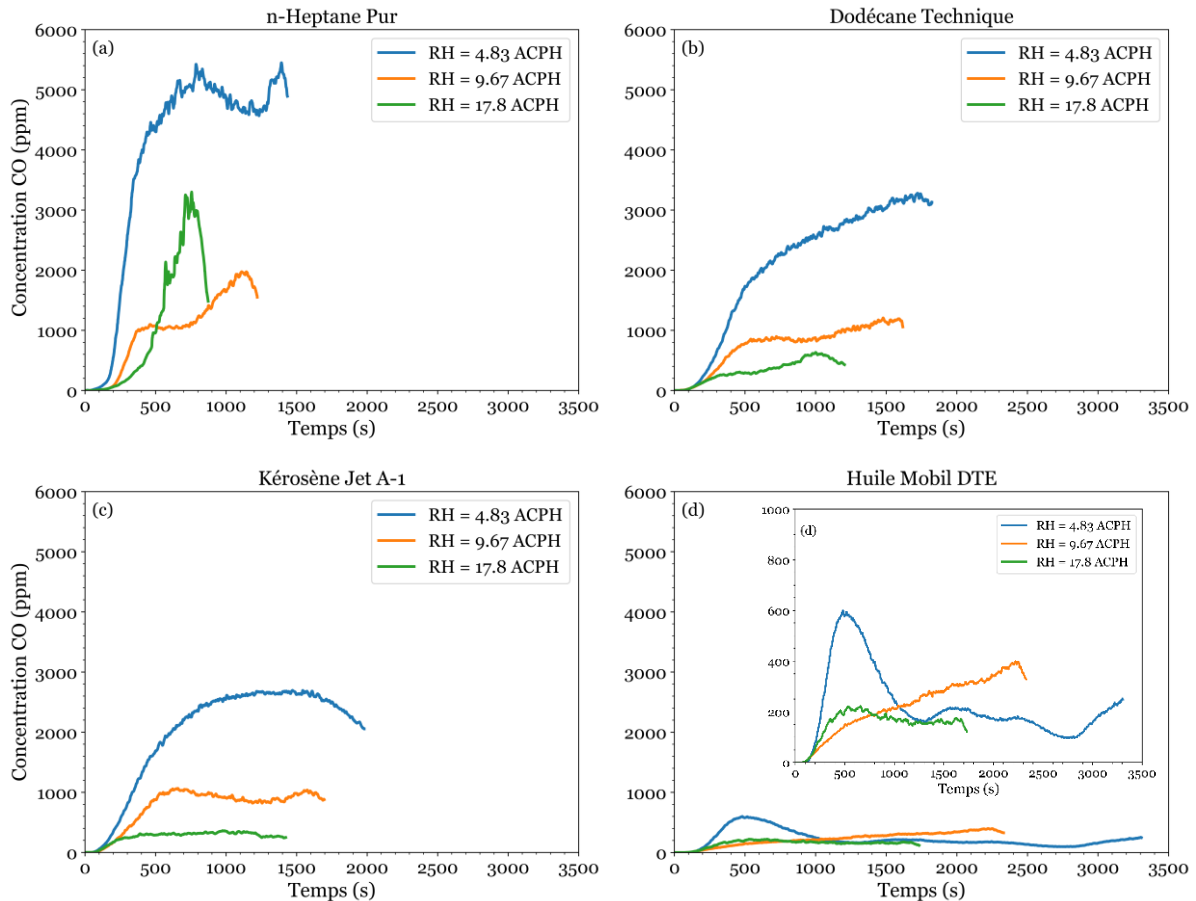 n-Heptane Pur
(a)
RH = 4.83 ACPH
RH = 9.67 ACPH
RH = 17.8 ACPH
6000
5000
4000
3000
2000
1000
0
Concentration CO (ppm)
0 500 1000 1500 2000 2500 3000 3500
Temps (s)
Dodécane Technique
(b)
RH = 4.83 ACPH
RH = 9.67 ACPH
RH = 17.8 ACPH
6000
5000
4000
3000
2000
1000
0
0 500 1000 1500 2000 2500 3000 3500
Temps (s)
Kérosène Jet A-1
(c)
RH = 4.83 ACPH
RH = 9.67 ACPH
RH = 17.8 ACPH
6000
5000
4000
3000
2000
1000
0
Concentration CO (ppm)
0 500 1000 1500 2000 2500 3000 3500
Temps (s)
Huile Mobil DTE
(d)
6000
5000
4000
3000
2000
1000
0
0 500 1000 1500 2000 2500 3000 3500
Temps (s)
(d)
RH = 4.83 ACPH
RH = 9.67 ACPH
RH = 17.8 ACPH
1000
800
600
400
200
0
0 500 1000 1500 2000 2500 3000 3500
Temps (s)